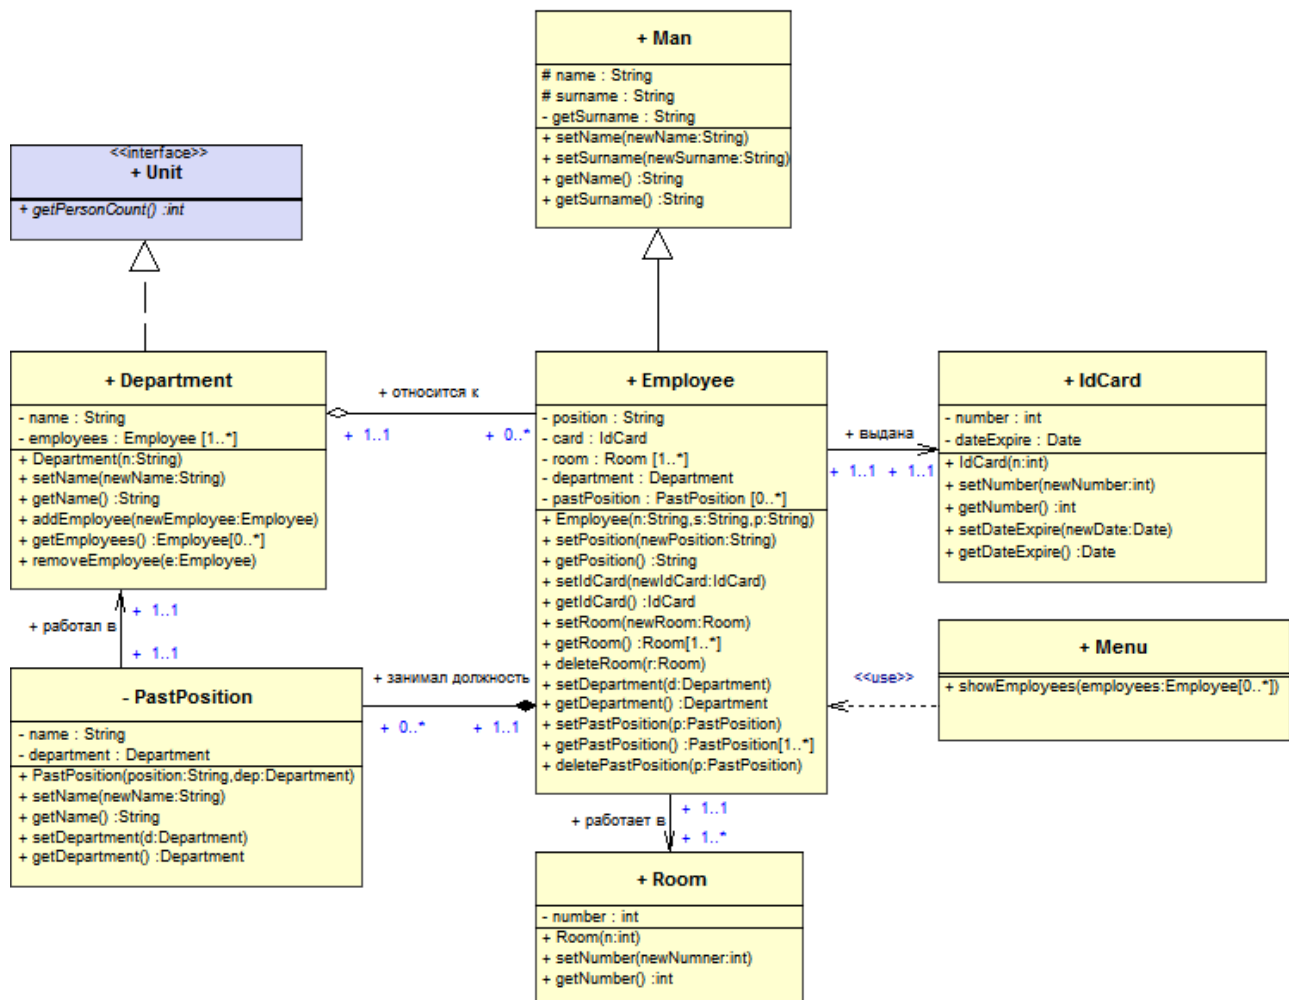 + Man
# name : String
# surname : String
- getSurname : String
+ setName(newName:String)
+ setSurname(newSurname:String)
+ getName() :String
+ getSurname() :String
<<interface>>
+ Unit
+ getPersonCount() :int
+ Department
- name : String
- employees : Employee [1..*]
+ Department(n:String)
+ setName(newName:String)
+ getName() :String
+ addEmployee(newEmployee:Employee)
+ getEmployees() :Employee[0..*]
+ removeEmployee(e:Employee)
+ относится к
+ 1..1
+ 0..*
+ Employee
- position : String
- card : IdCard
- room : Room [1..*]
- department : Department
- pastPosition : PastPosition [0..*]
+ Employee(n:String,s:String,p:String)
+ setPosition(newPosition:String)
+ getPosition() :String
+ setIdCard(newIdCard:IdCard)
+ getIdCard() :IdCard
+ setRoom(newRoom:Room)
+ getRoom() :Room[1..*]
+ deleteRoom(r:Room)
+ setDepartment(d:Department)
+ getDepartment() :Department
+ setPastPosition(p:PastPosition)
+ getPastPosition() :PastPosition[1..*]
+ deletePastPosition(p:PastPosition)
+ выдана
+ 1..1 + 1..1
+ IdCard
- number : int
- dateExpire : Date
+ IdCard(n:int)
+ setNumber(newNumber:int)
+ getNumber() :int
+ setDateExpire(newDate:Date)
+ getDateExpire() :Date
+ 1..1
+ работал в
+ 1..1
- PastPosition
- name : String
- department : Department
+ PastPosition(position:String,dep:Department)
+ setName(newName:String)
+ getName() :String
+ setDepartment(d:Department)
+ getDepartment() :Department
+ занимал должность
+ 0..*
+ 1..1
<<use>>
+ Menu
+ showEmployees(employees:Employee[0..*])
+ 1..1
+ работает в
+ 1..*
+ Room
- number : int
+ Room(n:int)
+ setNumber(newNumner:int)
+ getNumber() :int